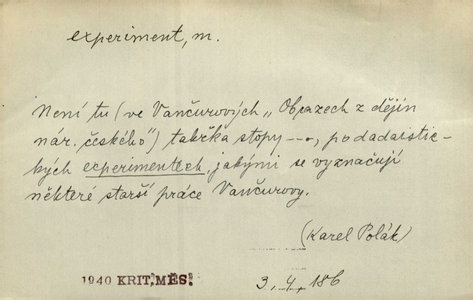 experiment, m.
Není tu (ve Vančurových „Obrazech z dějin
nár. českého") takřka stopy ---, po dadaistic-
kých experimentech, jakými se vyznačují
některé starší práce Vančurovy.
(Karel Polák)
1940 KRIT. MĚS. 3, 4, 186